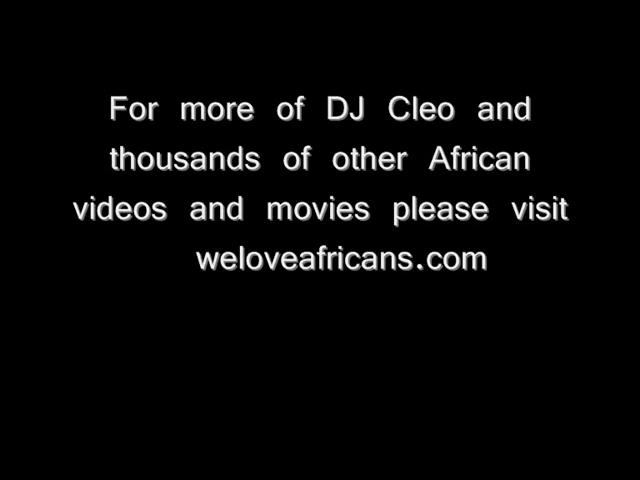 For more of DJ Cleo and
thousands of other African
videos and movies please visit
weloveafricans.com